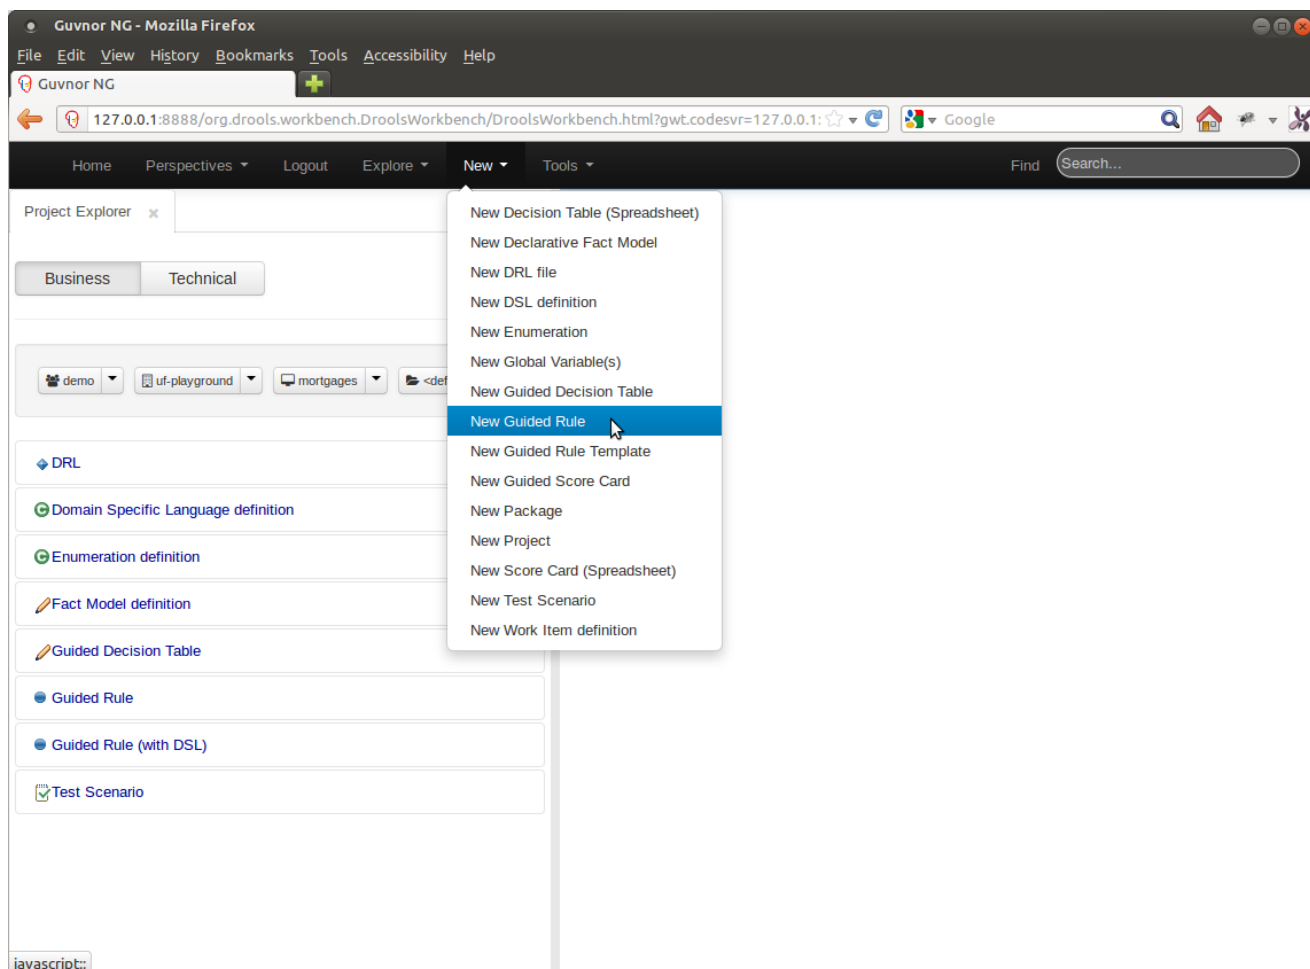 Guvnor NG - Mozilla Firefox
File Edit View History Bookmarks Tools Accessibility Help
Guvnor NG
127.0.0.1:8888/org.drools.workbench.DroolsWorkbench/DroolsWorkbench.html?gwt.codesvr=127.0.0.1: Google
Home Perspectives Logout Explore New Tools Find Search...
Project Explorer
Business Technical
demo uf-playground mortgages <def
DRL
Domain Specific Language definition
Enumeration definition
Fact Model definition
Guided Decision Table
Guided Rule
Guided Rule (with DSL)
Test Scenario
New Decision Table (Spreadsheet)
New Declarative Fact Model
New DRL file
New DSL definition
New Enumeration
New Global Variable(s)
New Guided Decision Table
New Guided Rule
New Guided Rule Template
New Guided Score Card
New Package
New Project
New Score Card (Spreadsheet)
New Test Scenario
New Work Item definition
javascript:;